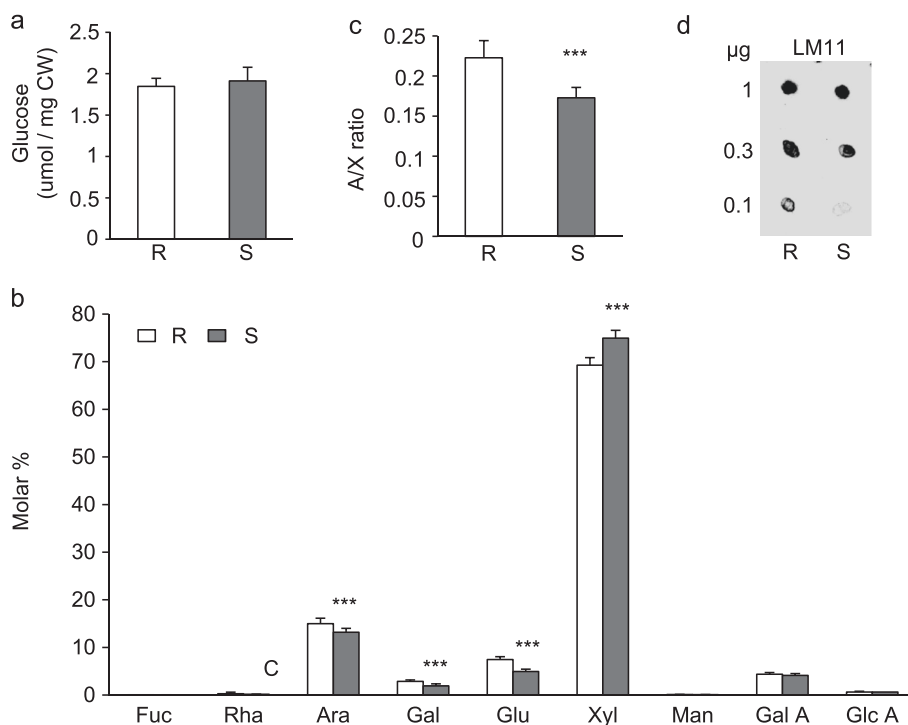 a
Glucose
(umol / mg CW)
2.5
2
1.5
1
0.5
0
R S
c
A/X ratio
0.25
0.2
0.15
0.1
0.05
0
***
R S
d
µg LM11
1
0.3
0.1
R S
b
R S
Molar %
80
70
60
50
40
30
20
10
0
C
***
***
***
***
Fuc Rha Ara Gal Glu Xyl Man Gal A Glc A